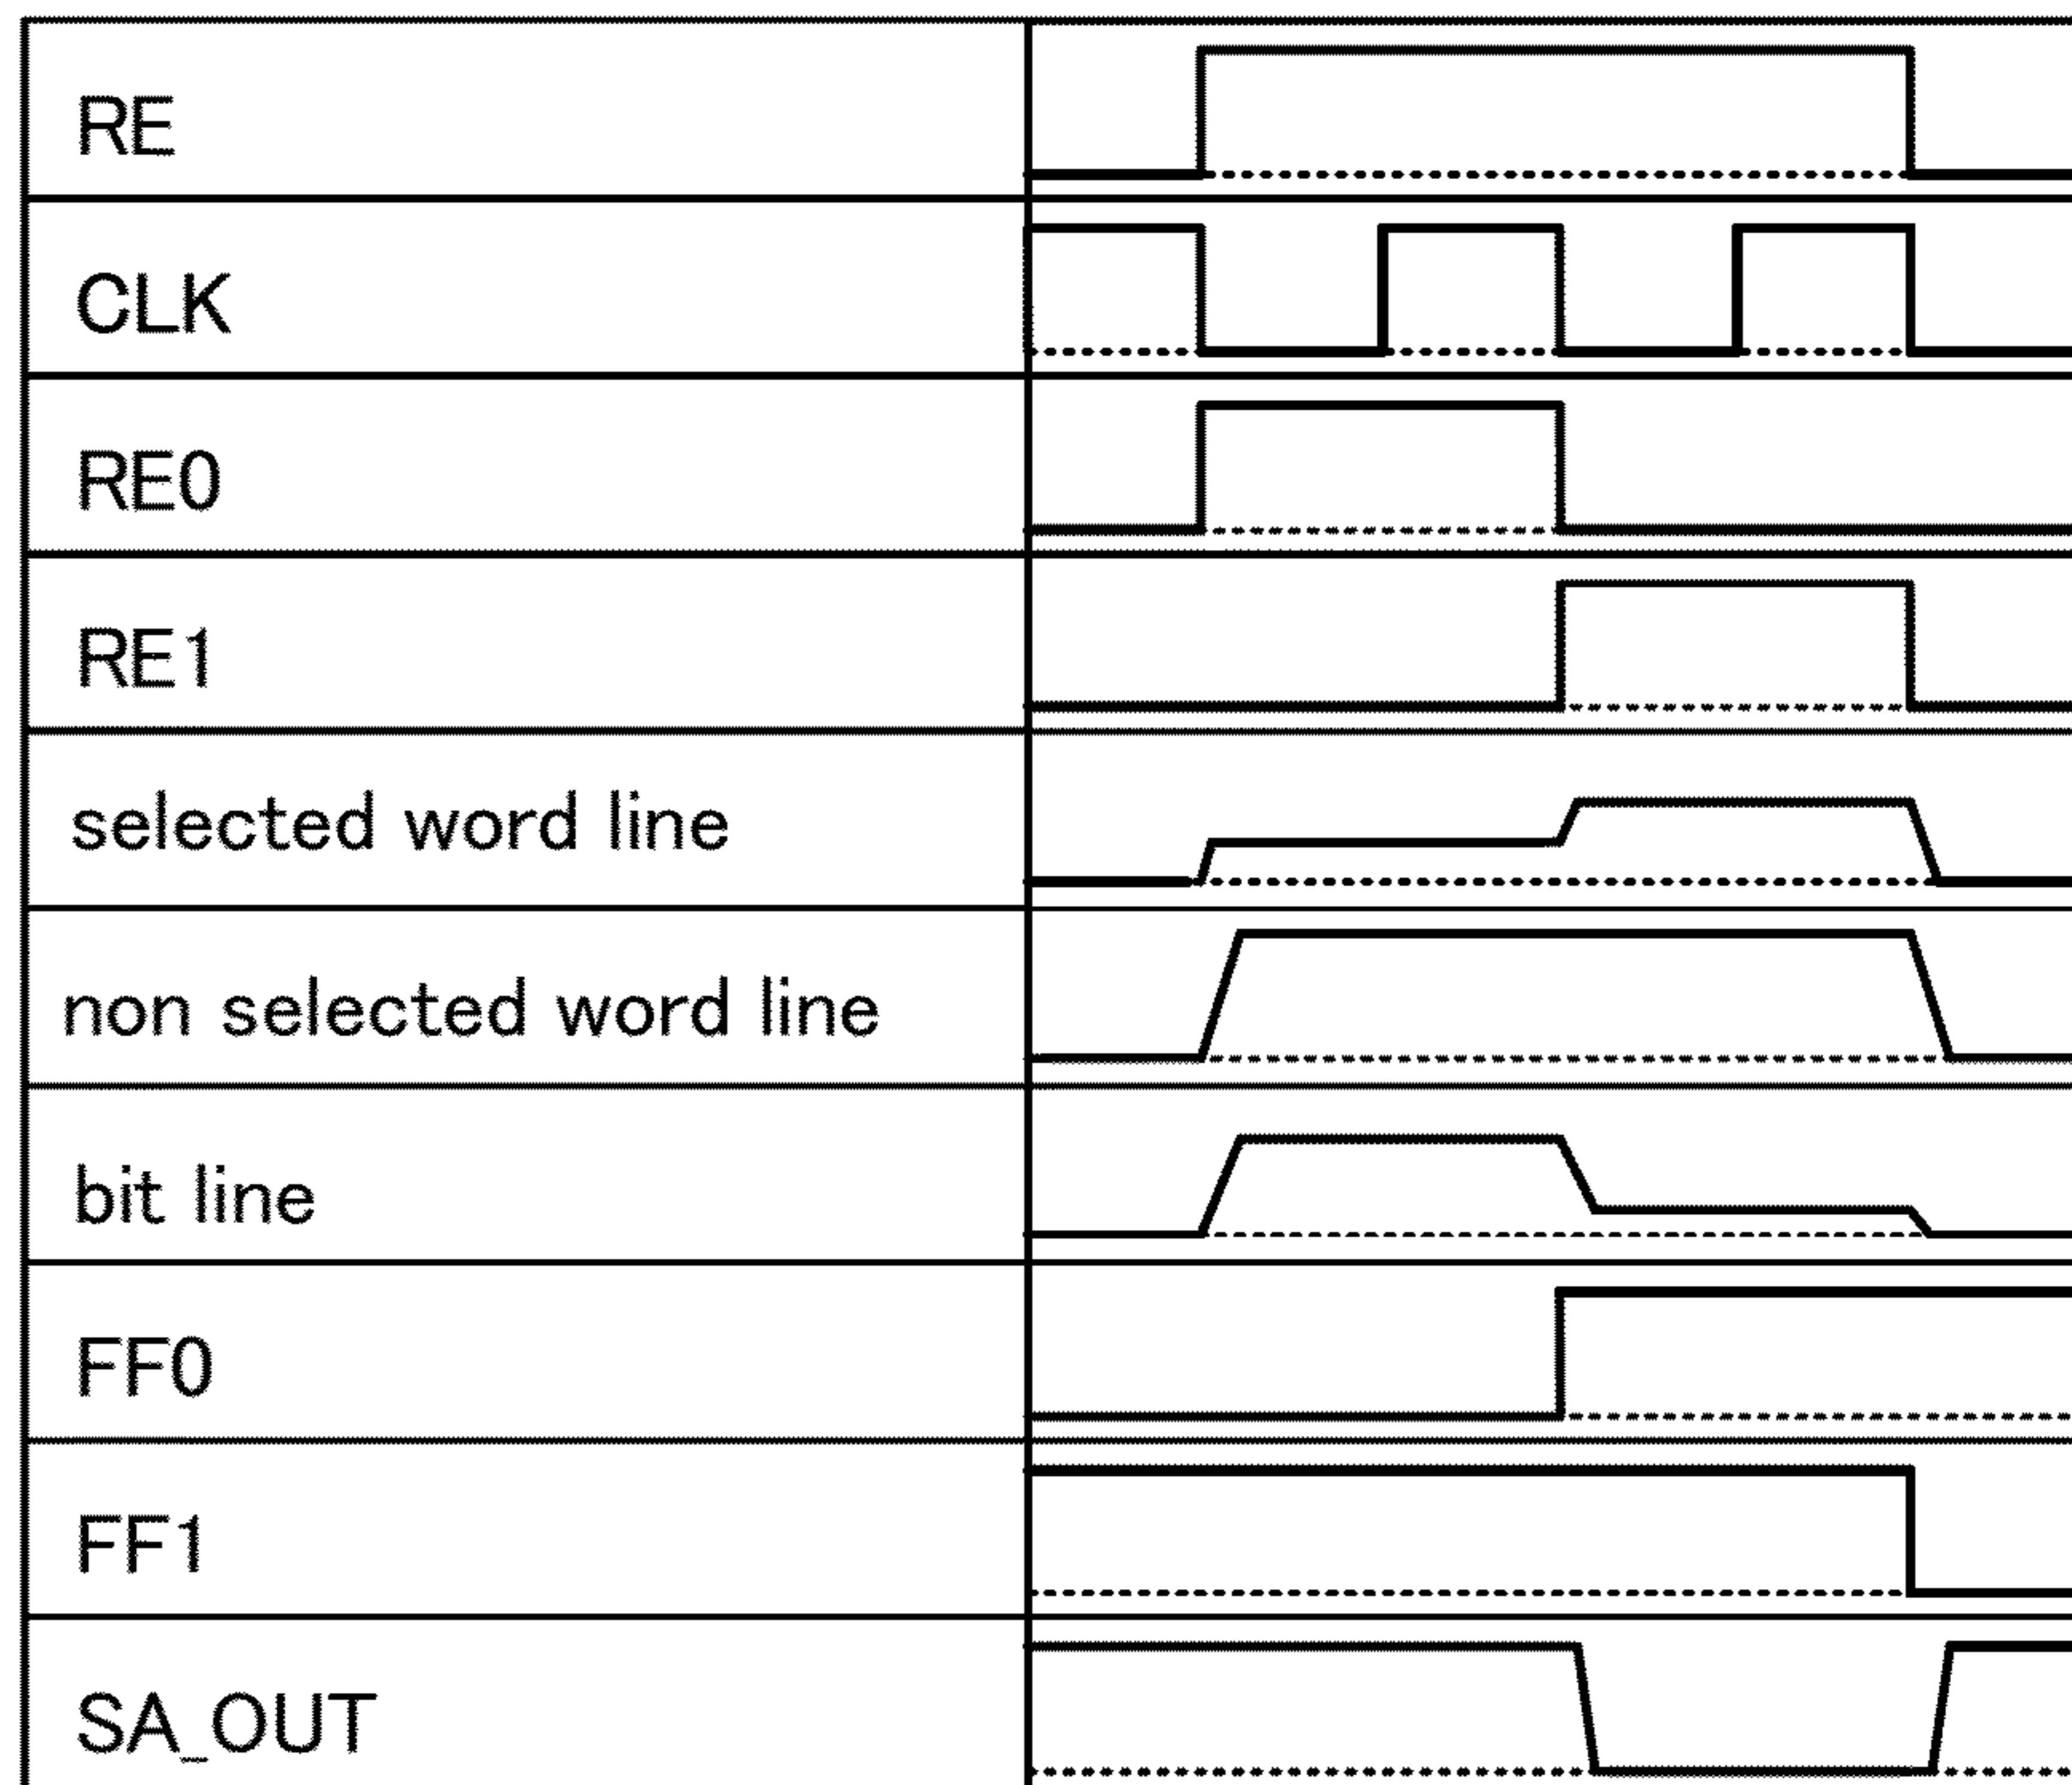 RE
CLK
RE0
RE1
selected word line
non selected word line
bit line
FF0
FF1
SA_OUT